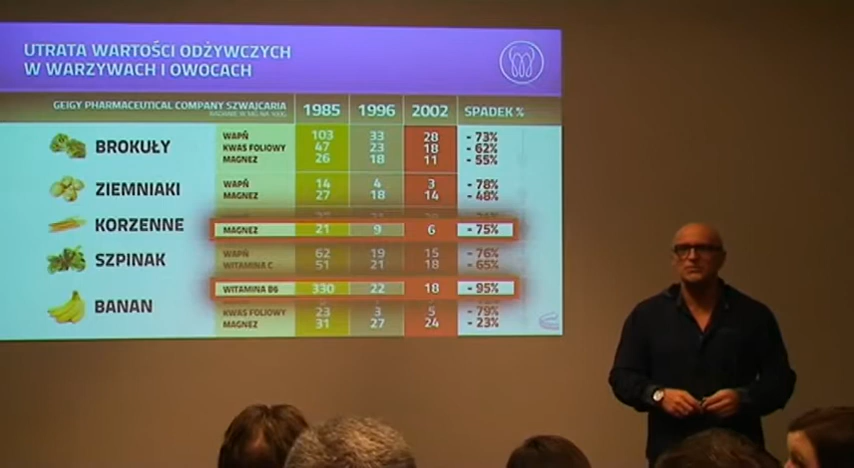 UTRATA WARTOŚCI ODŻYWCZYCH
W WARZYWACH I OWOCACH
GEIGY PHARMACEUTICAL COMPANY SZWAJCARIA 1985 1996 2002 SPADEK %
BROKUŁY
WAPŃ 103 33 28 - 73%
KWAS FOLIOWY 47 23 18 - 62%
MAGNEZ 26 18 11 - 55%
ZIEMNIAKI
WAPŃ 14 4 3 - 78%
MAGNEZ 27 18 14 - 48%
KORZENNE
MAGNEZ 21 9 6 - 75%
SZPINAK
WAPŃ 62 19 15 - 76%
WITAMINA C 51 21 18 - 65%
BANAN
WITAMINA B6 330 22 18 - 95%
KWAS FOLIOWY 23 3 5 - 79%
MAGNEZ 31 27 24 - 23%